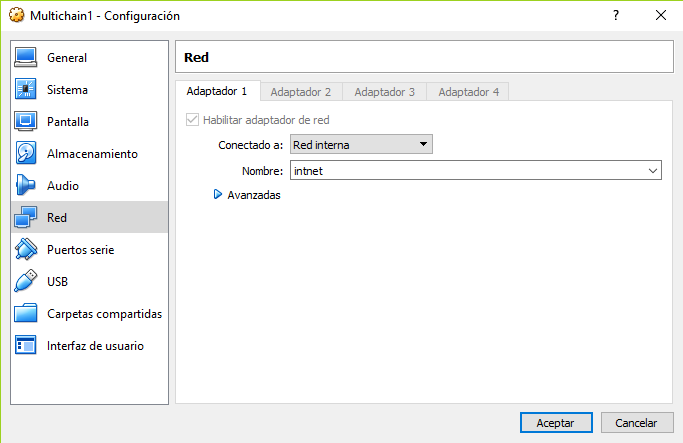 Multichain1 - Configuración
?
General
Sistema
Pantalla
Almacenamiento
Audio
Red
Puertos serie
USB
Carpetas compartidas
Interfaz de usuario
Red
Adaptador 1 Adaptador 2 Adaptador 3 Adaptador 4
Habilitar adaptador de red
Conectado a: Red interna
Nombre: intnet
Avanzadas
Aceptar Cancelar